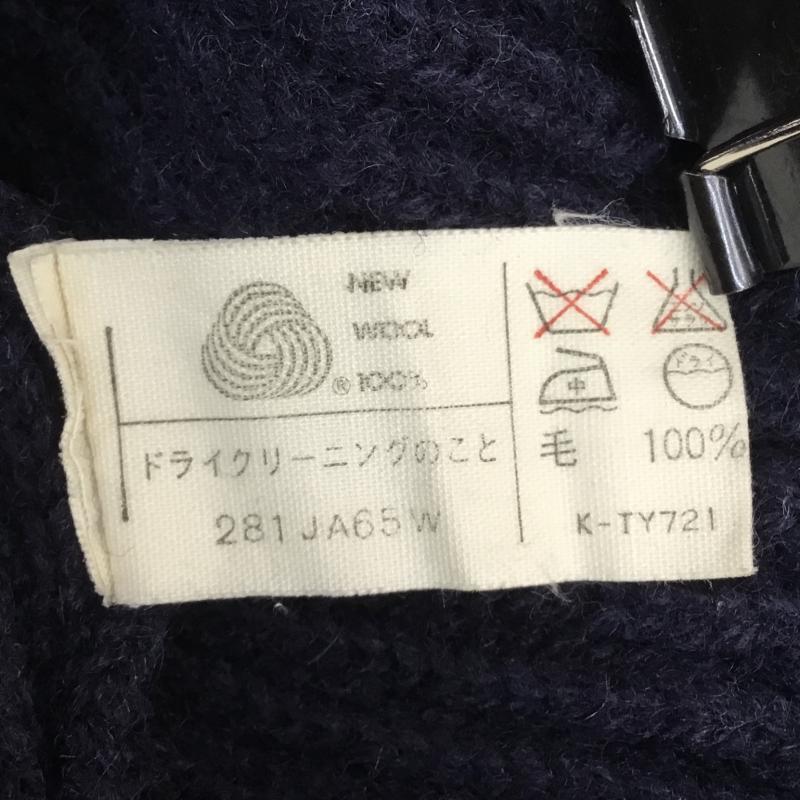 NEW
WOOL
® 100%
ドライクリーニングのこと
281JA65W
中
ドライ
毛 100%
K-TY721